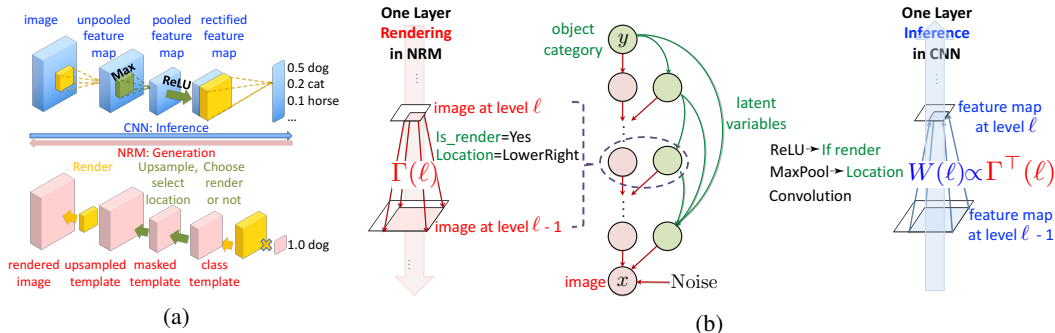 image
unpooled feature map
pooled feature map
rectified feature map
Max
ReLU
0.5 dog
0.2 cat
0.1 horse
...
CNN: Inference
NRM: Generation
Render
Upsample, select location
Choose render or not
1.0 dog
rendered image
upsampled template
masked template
class template
(a)
One Layer
Rendering
in NRM
...
image at level ℓ
Is_render=Yes
Location=LowerRight
Γ(ℓ)
image at level ℓ - 1
...
object category
y
latent variables
...
...
image
x
Noise
(b)
One Layer
Inference
in CNN
...
feature map at level ℓ
ReLU→If render
MaxPool→Location
Convolution
W(ℓ)∝Γ⊤(ℓ)
feature map at level ℓ - 1
...